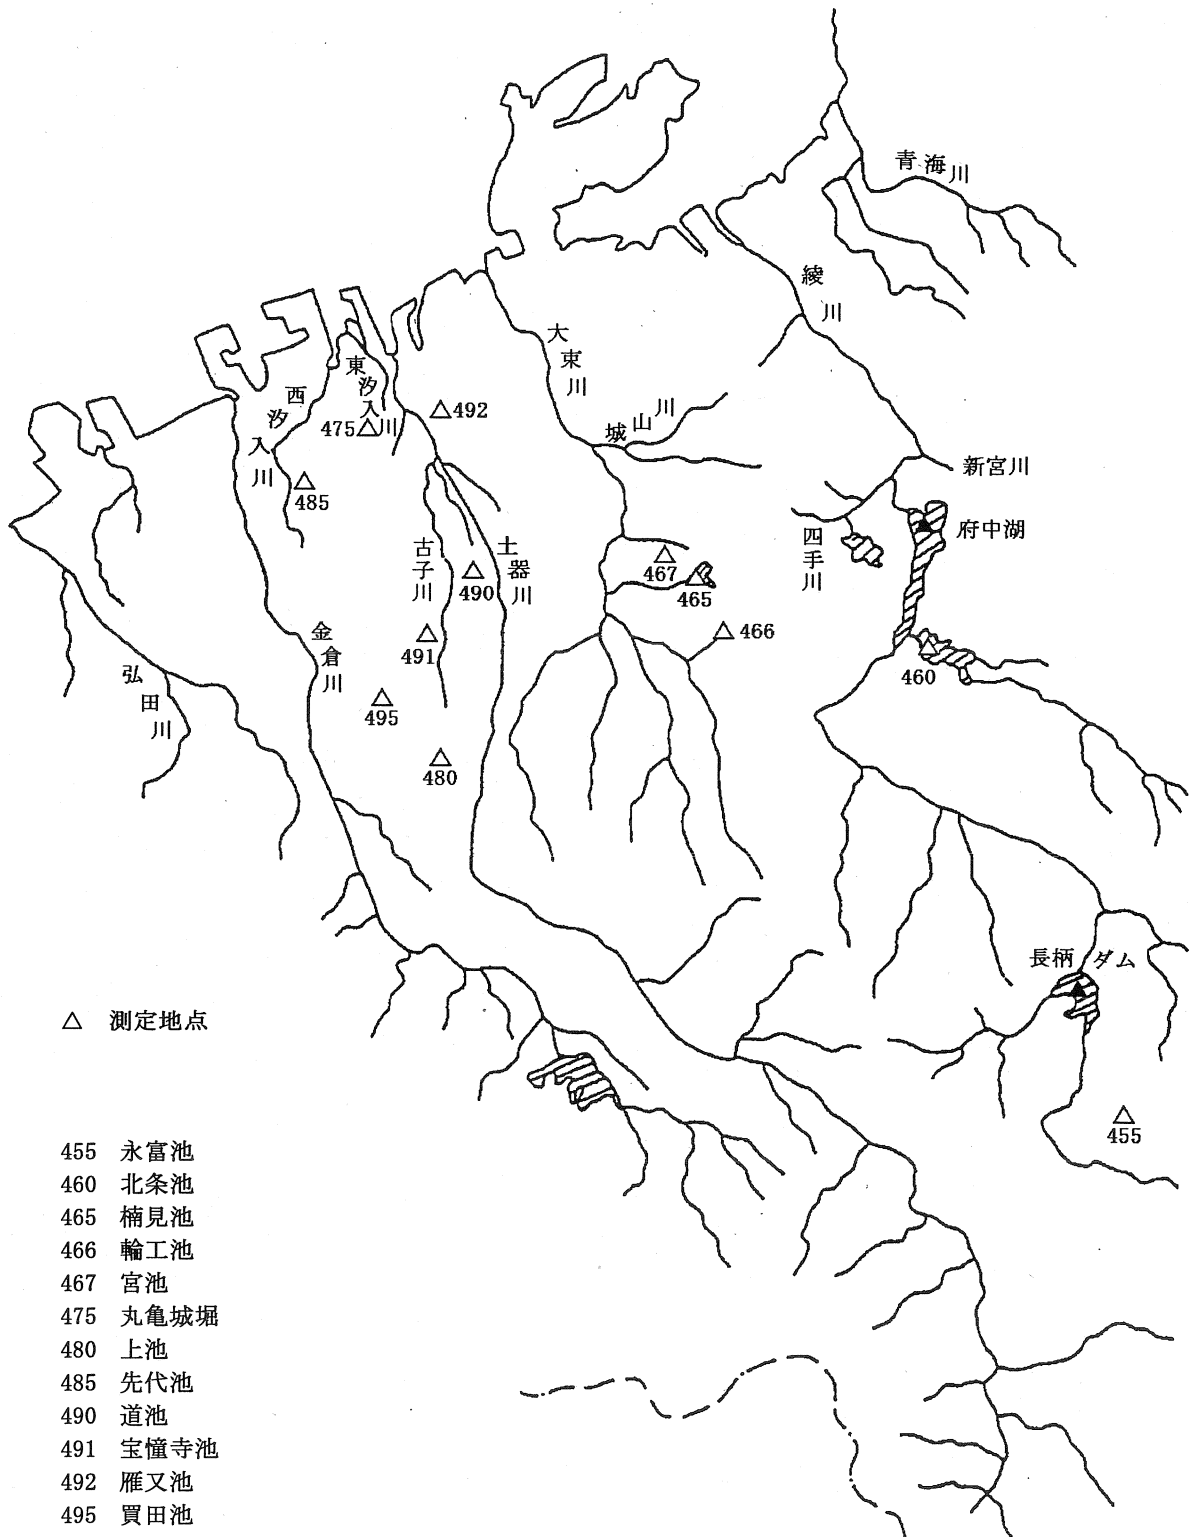 青海川
綾川
大束川
東汐入川
西汐入川
492
475
城山川
新宮川
485
府中湖
四手川
古子川
土器川
467
490
465
466
金倉川
491
460
弘田川
495
480
長柄ダム
△ 測定地点
455
455 永富池
460 北条池
465 楠見池
466 輪工池
467 宮池
475 丸亀城堀
480 上池
485 先代池
490 道池
491 宝憧寺池
492 雁又池
495 買田池